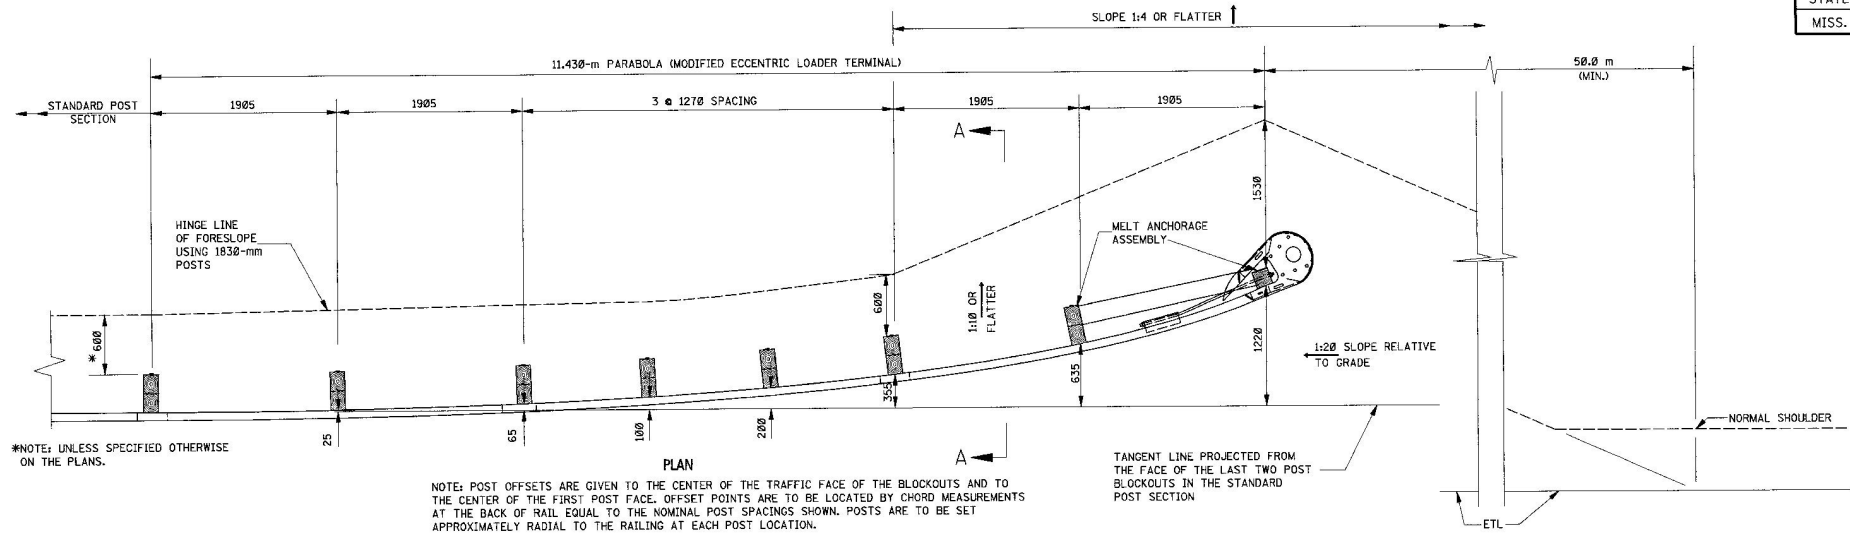 STATE
MISS.
SLOPE 1:4 OR FLATTER
11.430-m PARABOLA (MODIFIED ECCENTRIC LOADER TERMINAL)
50.0 m
(MIN.)
STANDARD POST
SECTION
1905
1905
3 @ 1270 SPACING
1905
1905
A
1530
HINGE LINE
OF FORESLOPE
USING 1830-mm
POSTS
MELT ANCHORAGE
ASSEMBLY
600
1:10 OR
FLATTER
* 600
1220
1:20 SLOPE RELATIVE
TO GRADE
635
355
NORMAL SHOULDER
25
65
100
200
*NOTE: UNLESS SPECIFIED OTHERWISE
ON THE PLANS.
A
PLAN
TANGENT LINE PROJECTED FROM
THE FACE OF THE LAST TWO POST
BLOCKOUTS IN THE STANDARD
POST SECTION
NOTE: POST OFFSETS ARE GIVEN TO THE CENTER OF THE TRAFFIC FACE OF THE BLOCKOUTS AND TO
THE CENTER OF THE FIRST POST FACE. OFFSET POINTS ARE TO BE LOCATED BY CHORD MEASUREMENTS
AT THE BACK OF RAIL EQUAL TO THE NOMINAL POST SPACINGS SHOWN. POSTS ARE TO BE SET
APPROXIMATELY RADIAL TO THE RAILING AT EACH POST LOCATION.
ETL